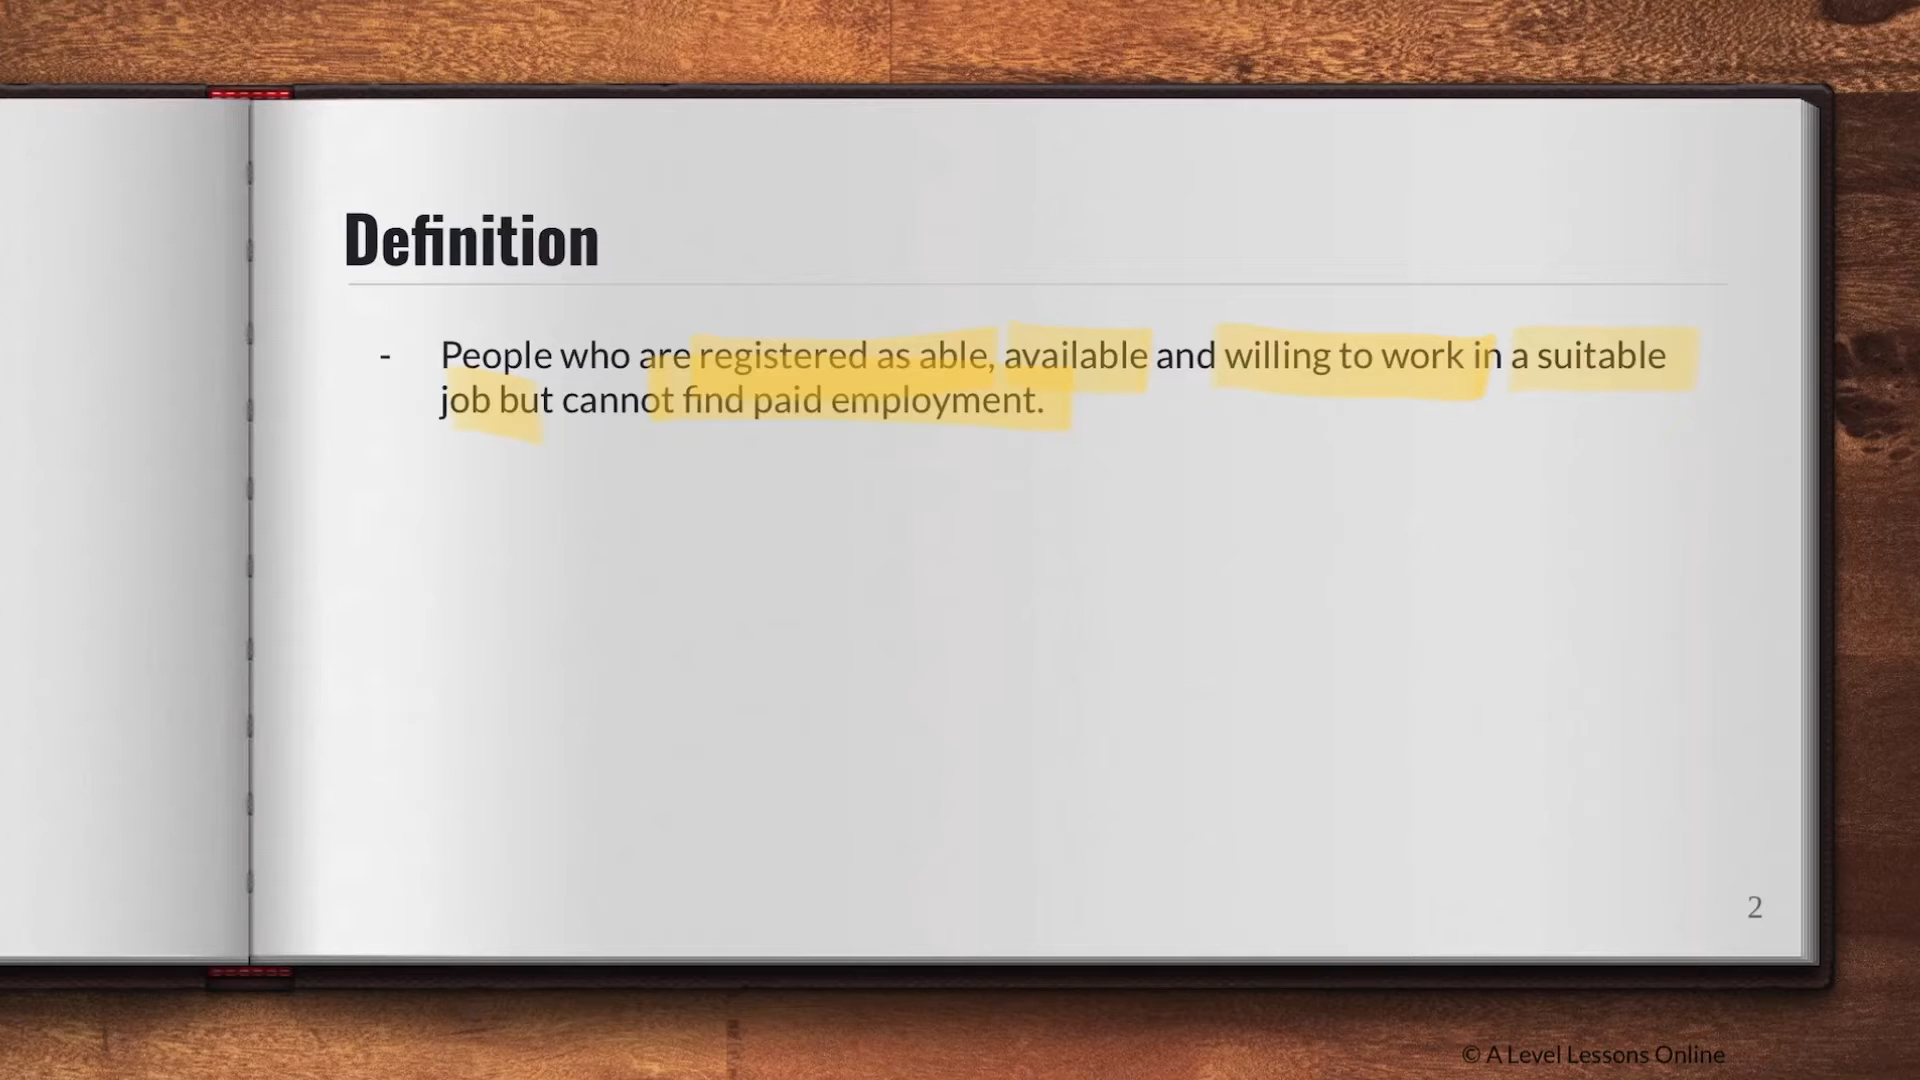 Definition
- People who are registered as able, available and willing to work in a suitable
job but cannot find paid employment.
2
© A Level Lessons Online